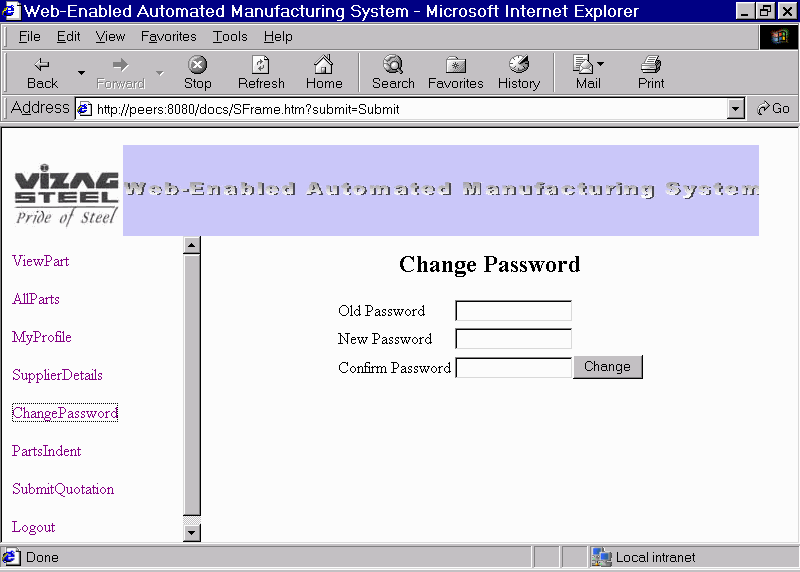 Web-Enabled Automated Manufacturing System - Microsoft Internet Explorer
File Edit View Favorites Tools Help
Back Forward Stop Refresh Home Search Favorites History Mail Print
Address http://peers:8080/docs/SFrame.htm?submit=Submit Go
VIZAG
STEEL
Pride of Steel
Web-Enabled Automated Manufacturing System
ViewPart
AllParts
MyProfile
SupplierDetails
ChangePassword
PartsIndent
SubmitQuotation
Logout
Change Password
Old Password
New Password
Confirm Password Change
Done Local intranet